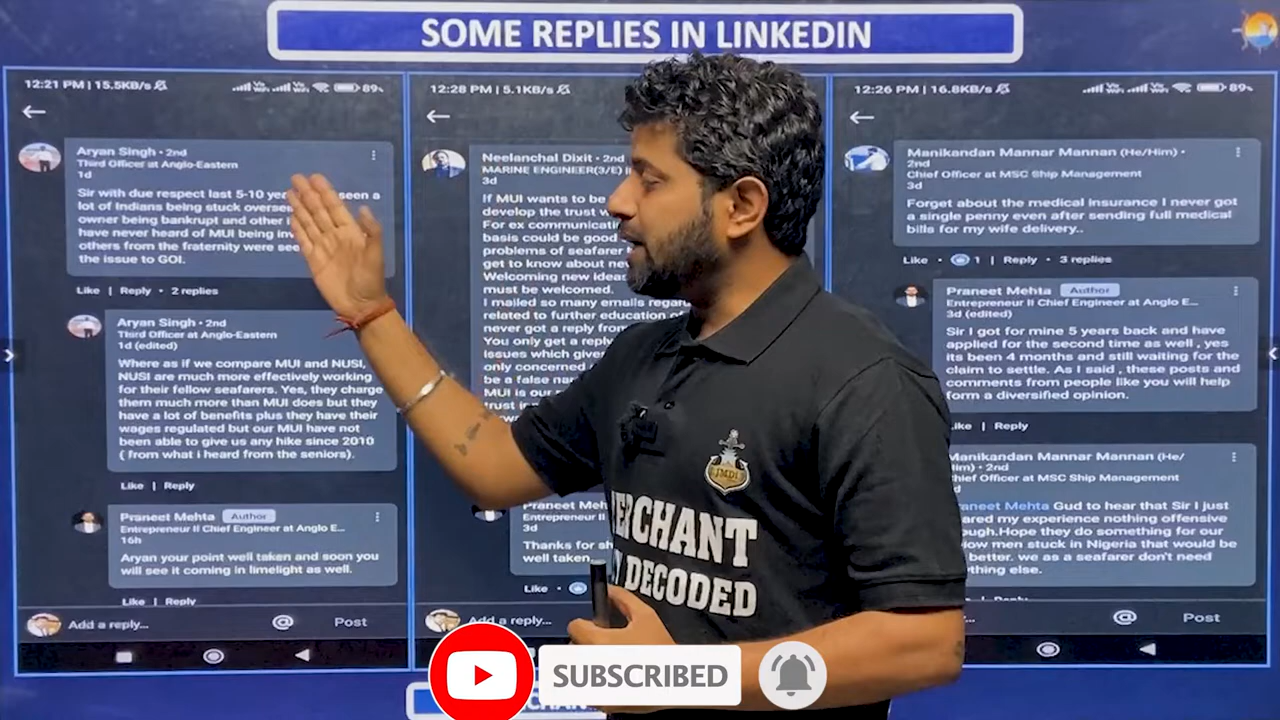 SOME REPLIES IN LINKEDIN
12:21 PM | 15.5KB/s
89%
Aryan Singh • 2nd
Third Officer at Anglo-Eastern
1d
Sir with due respect last 5-10 seen a
lot of Indians being stuck
owner being bankrupt and other
have never heard of MUI being
others from the fraternity were
the issue to GOI.
Like | Reply • 2 replies
Aryan Singh • 2nd
Third Officer at Anglo-Eastern
1d (edited)
Where as if we compare MUI and NUSI,
NUSI are much more effectively working
for their fellow seafarers. Yes, they charge
them much more than MUI does but they
have a lot of benefits plus they have their
wages regulated but our MUI have not
been able to give us any hike since 2010
( from what i heard from the seniors).
Like | Reply
Praneet Mehta Author
Entrepreneur II Chief Engineer at Anglo E...
16h
Aryan your point well taken and soon you
will see it coming in limelight as well.
Like | Reply
Add a reply...
@
Post
12:28 PM | 5.1KB/s
Neelanchal Dixit • 2nd
MARINE ENGINEER(3/E)
3d
If MUI wants to be
develop the trust
For ex
basis could be good
problems of seafarer
get to know about
Welcoming new
must be welcomed.
I mailed so many emails
related to further education of
never got a reply from
You only get a reply
issues which
only concerned
be a false
MUI is our
trust
Praneet Mehta
Entrepreneur II
3d
Thanks for
well taken
Like •
Add a reply...
12:26 PM | 16.8KB/s
89%
Manikandan Mannar Mannan (He/Him) •
2nd
Chief Officer at MSC Ship Management
3d
Forget about the medical insurance I never got
a single penny even after sending full medical
bills for my wife delivery..
Like • 1 | Reply • 3 replies
Praneet Mehta Author
Entrepreneur II Chief Engineer at Anglo E...
3d (edited)
Sir I got for mine 5 years back and have
applied for the second time as well , yes
its been 4 months and still waiting for the
claim to settle. As I said , these posts and
comments from people like you will help
form a diversified opinion.
Like | Reply
Manikandan Mannar Mannan (He/
Him) • 2nd
Chief Officer at MSC Ship Management
Praneet Mehta Gud to hear that Sir I just
my experience nothing offensive
Hope they do something for our
men stuck in Nigeria that would be
better. we as a seafarer don't need
else.
@
Post
JMDI
MERCHANT
DECODED
SUBSCRIBED